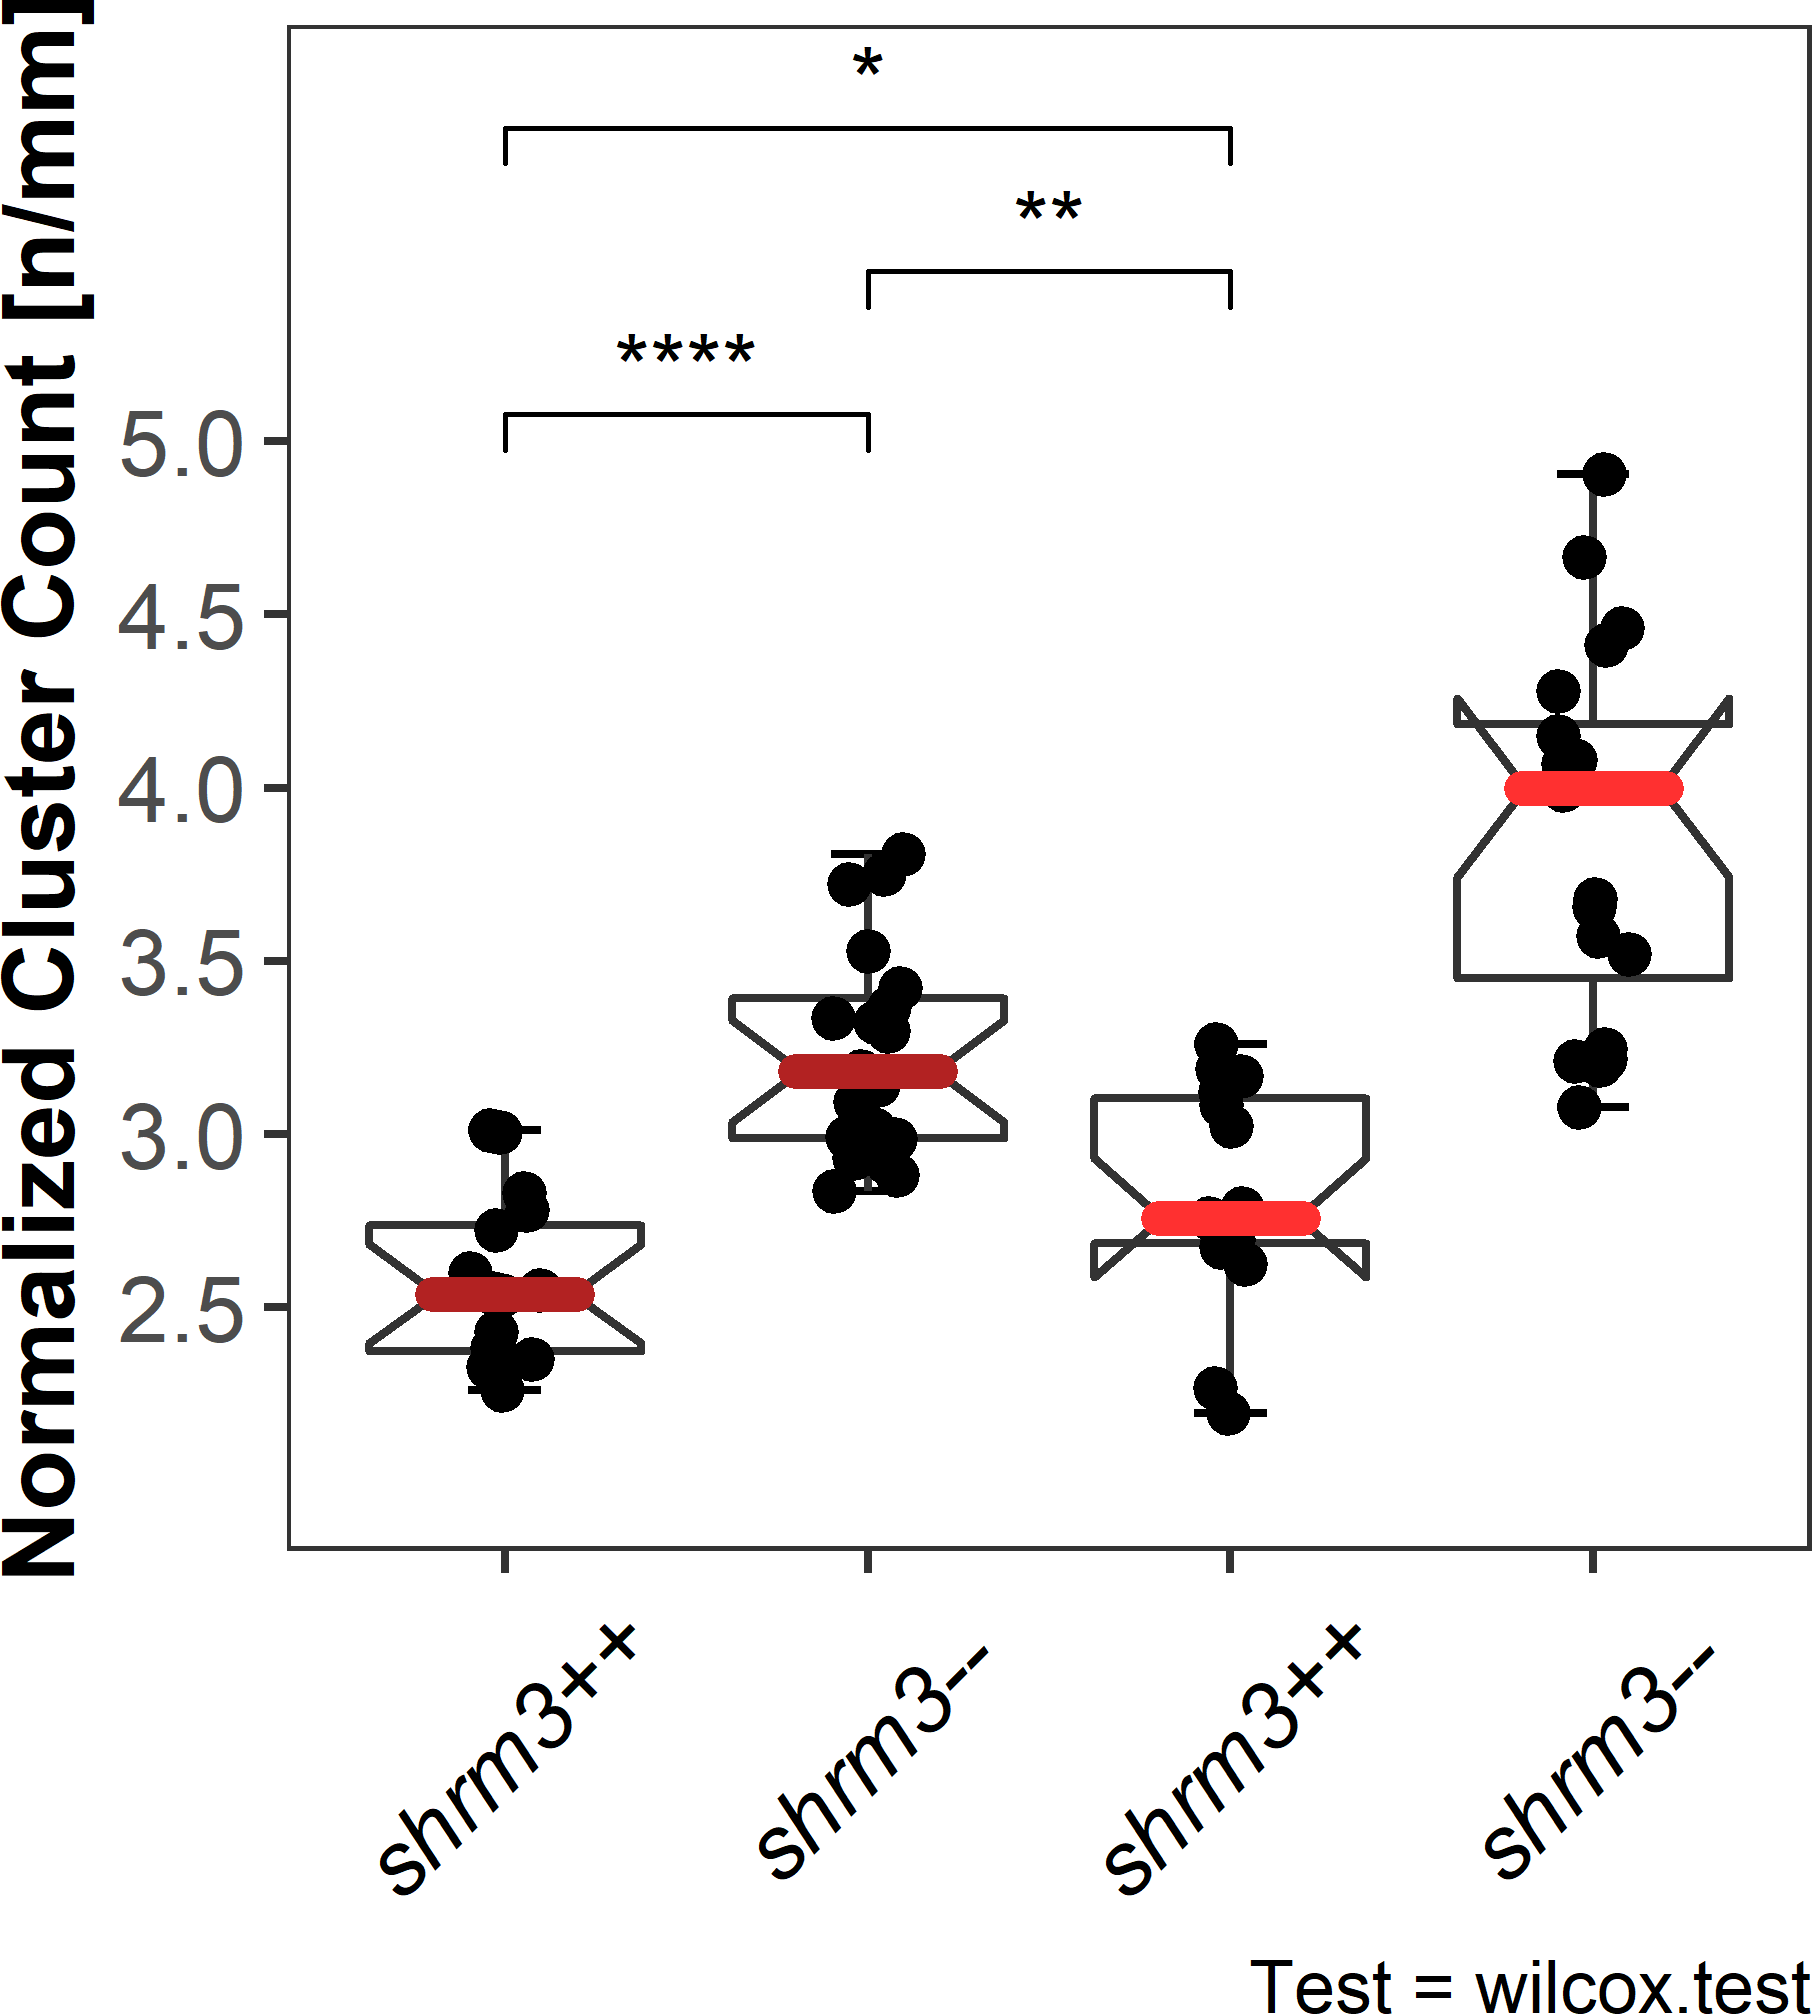 Normalized Cluster Count [n/mm]
*
**
****
5.0
4.5
4.0
3.5
3.0
2.5
shrm3++
shrm3--
shrm3++
shrm3--
Test = wilcox.test